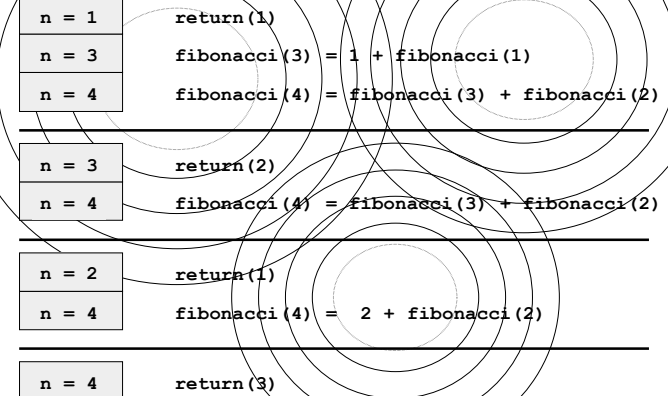 n = 1 return(1)
n = 3 fibonacci(3) = 1 + fibonacci(1)
n = 4 fibonacci(4) = fibonacci(3) + fibonacci(2)
n = 3 return(2)
n = 4 fibonacci(4) = fibonacci(3) + fibonacci(2)
n = 2 return(1)
n = 4 fibonacci(4) = 2 + fibonacci(2)
n = 4 return(3)